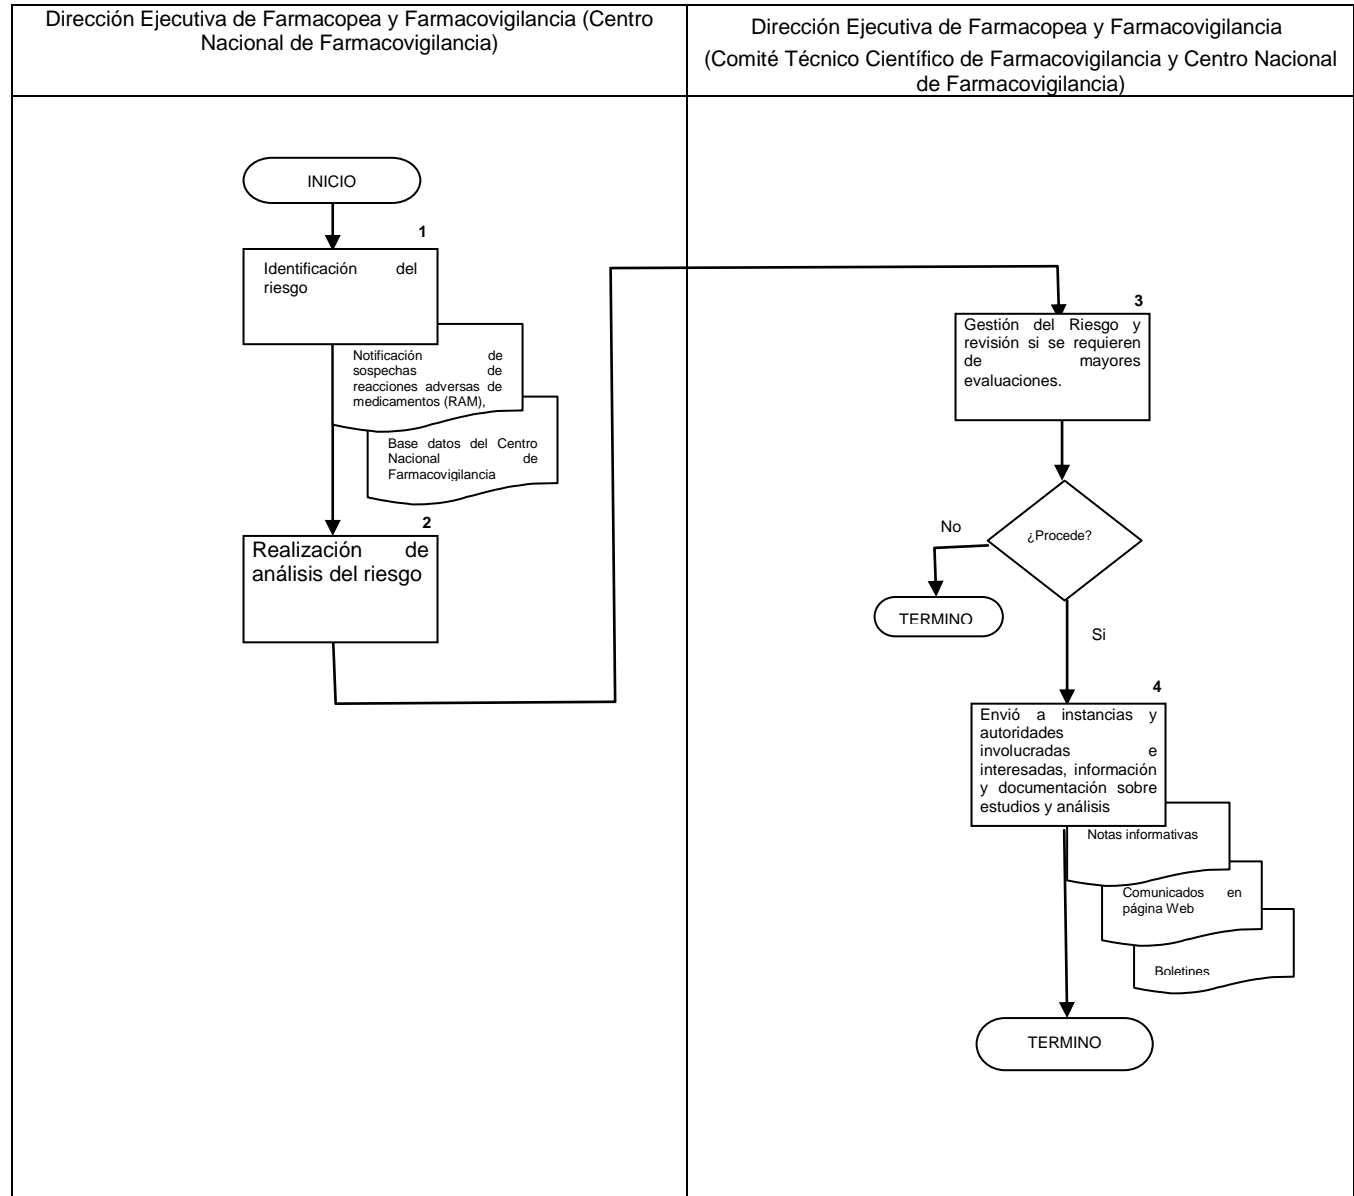 Dirección Ejecutiva de Farmacopea y Farmacovigilancia (Centro
Nacional de Farmacovigilancia)
Dirección Ejecutiva de Farmacopea y Farmacovigilancia
(Comité Técnico Científico de Farmacovigilancia y Centro Nacional
de Farmacovigilancia)
INICIO
1
Identificación del
riesgo
Notificación de
sospechas de
reacciones adversas de
medicamentos (RAM),
Base datos del Centro
Nacional de
Farmacovigilancia
2
Realización de
análisis del riesgo
3
Gestión del Riesgo y
revisión si se requieren
de mayores
evaluaciones.
¿Procede?
No
TERMINO
Si
4
Envió a instancias y
autoridades
involucradas e
interesadas, información
y documentación sobre
estudios y análisis
Notas informativas
Comunicados en
página Web
Boletines
TERMINO